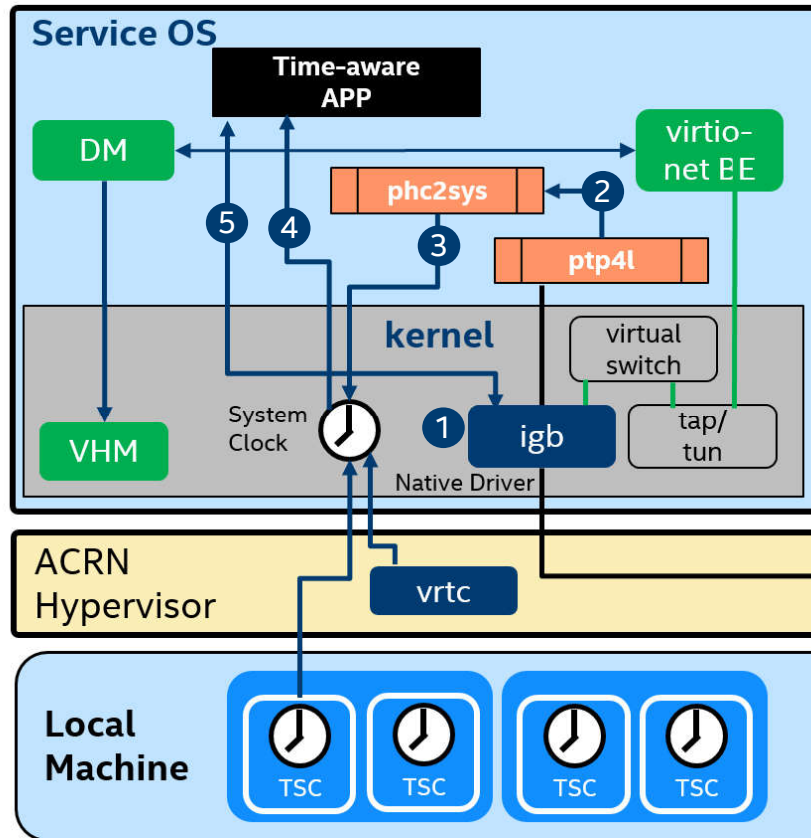 Service OS
Time-aware
APP
DM
virtio-
net BE
phc2sys
2
5
4
3
ptp4l
kernel
virtual
switch
System
Clock
1
igb
tap/
tun
VHM
Native Driver
ACRN
Hypervisor
vrtc
Local
Machine
TSC
TSC
TSC
TSC